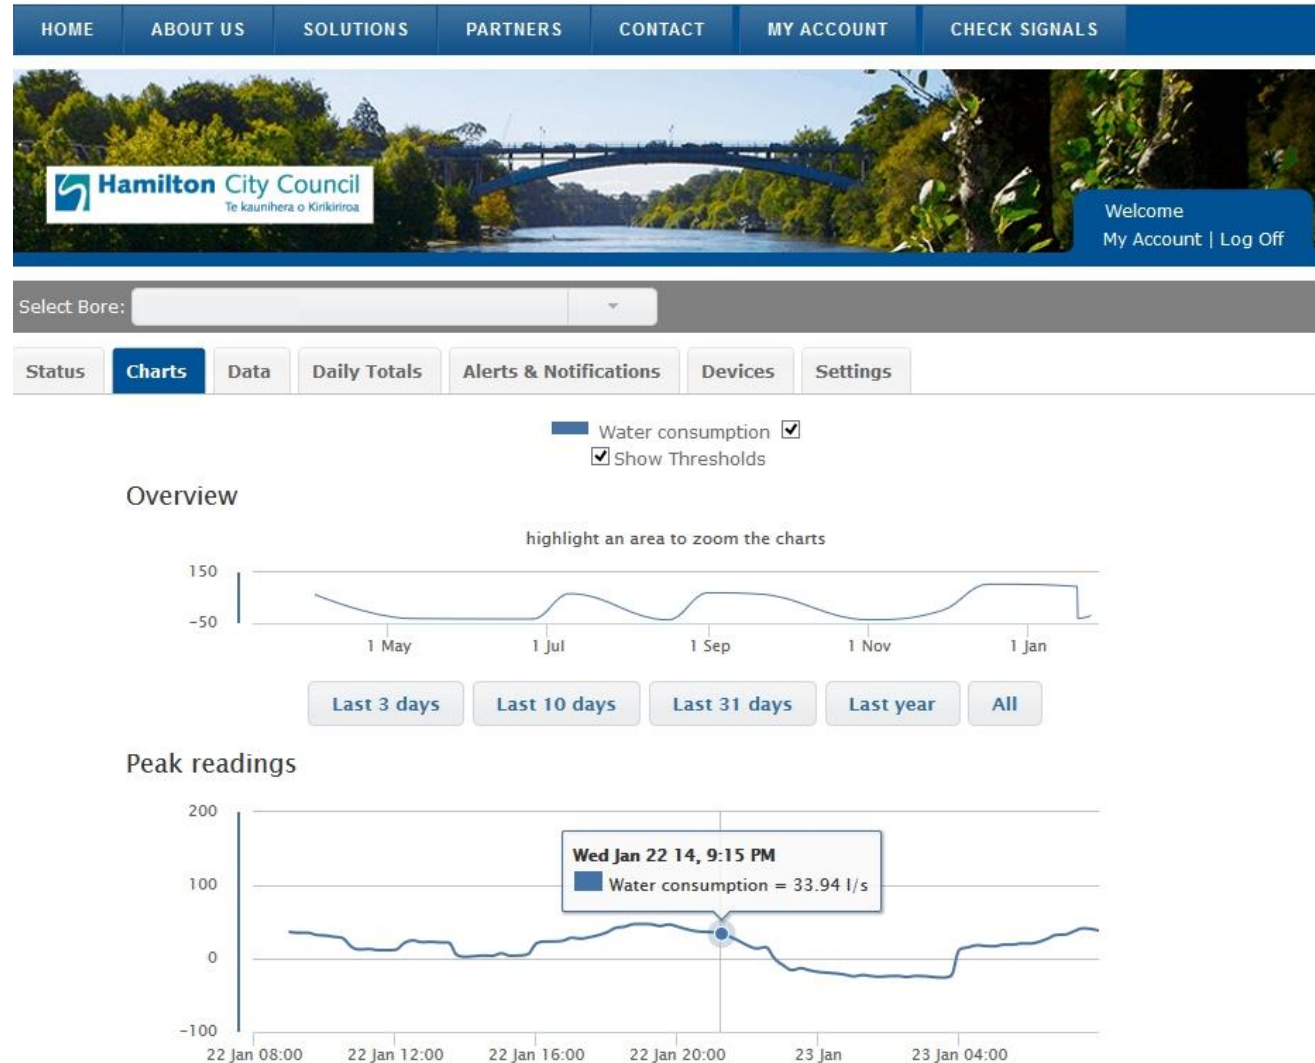 HOME ABOUT US SOLUTIONS PARTNERS CONTACT MY ACCOUNT CHECK SIGNALS
Hamilton City Council
Te kaunihera o Kirikiriroa
Welcome
My Account | Log Off
Select Bore:
Status Charts Data Daily Totals Alerts & Notifications Devices Settings
Water consumption
Show Thresholds
Overview
highlight an area to zoom the charts
150
-50
1 May 1 Jul 1 Sep 1 Nov 1 Jan
Last 3 days Last 10 days Last 31 days Last year All
Peak readings
200
Wed Jan 22 14, 9:15 PM
100
Water consumption = 33.94 l/s
0
-100
22 Jan 08:00 22 Jan 12:00 22 Jan 16:00 22 Jan 20:00 23 Jan 23 Jan 04:00